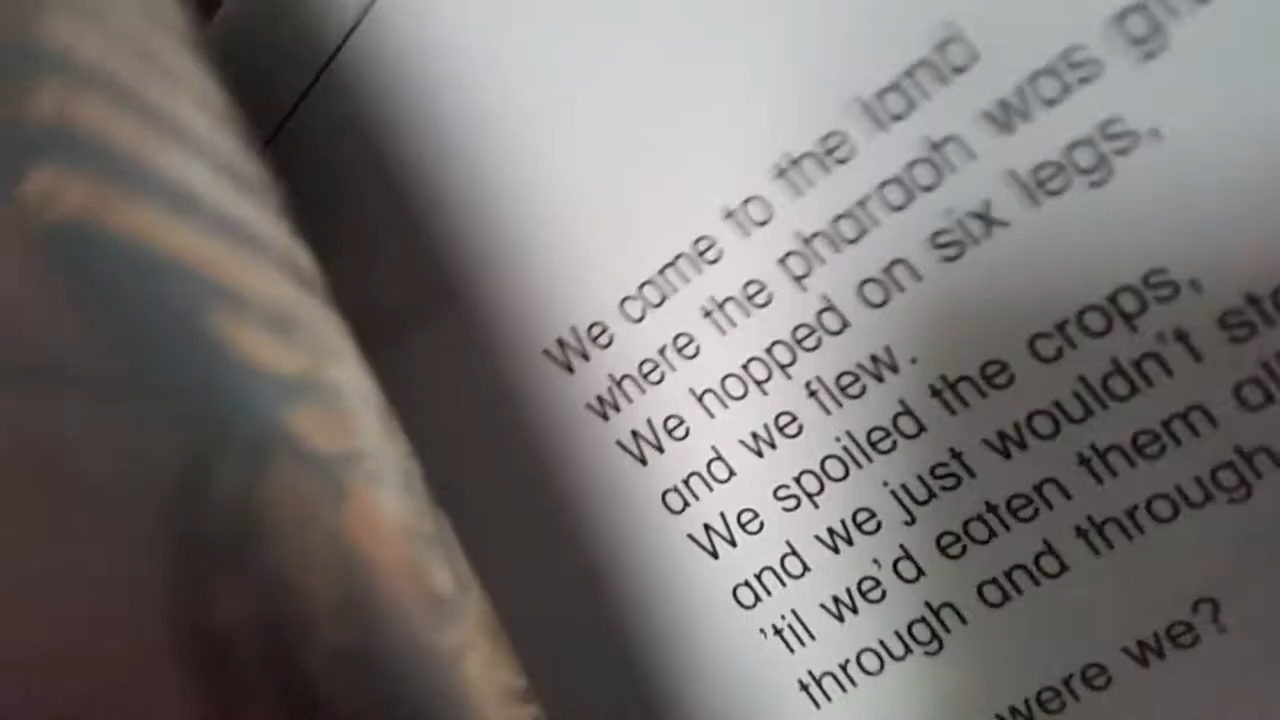 We came to the land
where the pharaoh was
We hopped on six legs,
and we flew.
We spoiled the crops,
and we just wouldn't
'til we'd eaten them
through and through
were we?